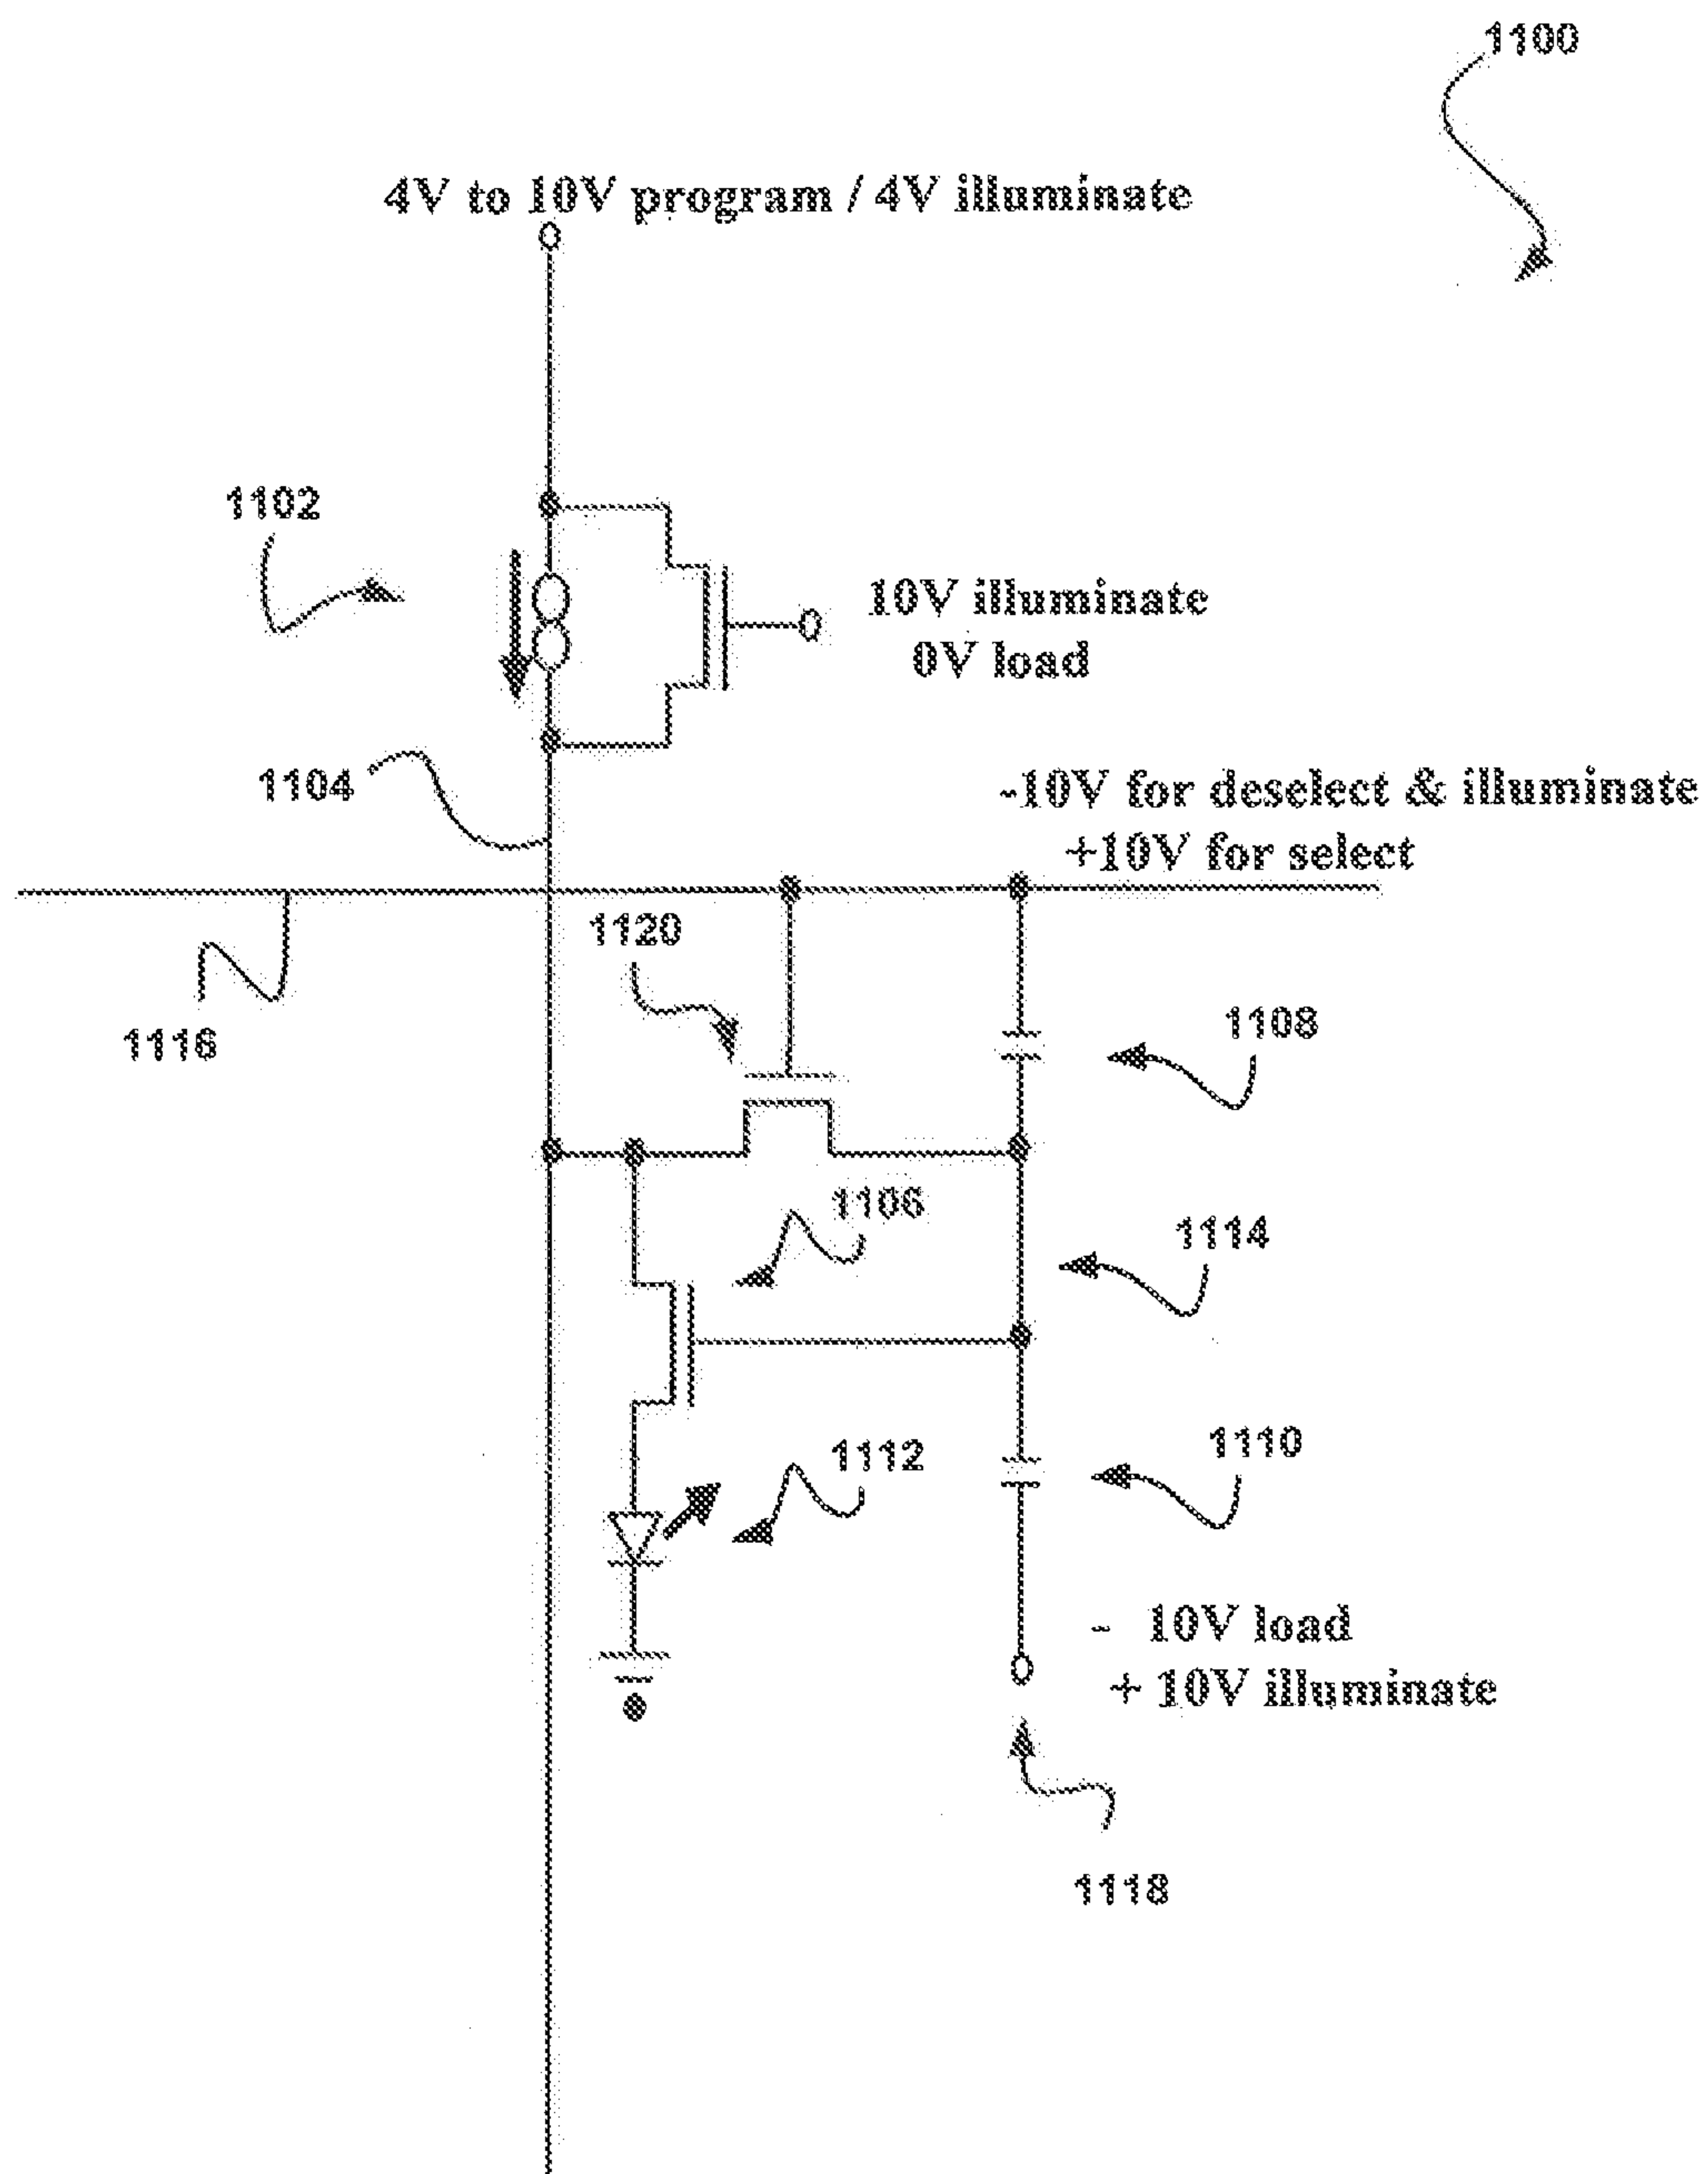 1100
4V to 10V program / 4V illuminate
1102
10V illuminate
0V load
1104
-10V for deselect & illuminate
+10V for select
1120
1116
1108
1106
1114
1112
1110
- 10V load
+ 10V illuminate
1118